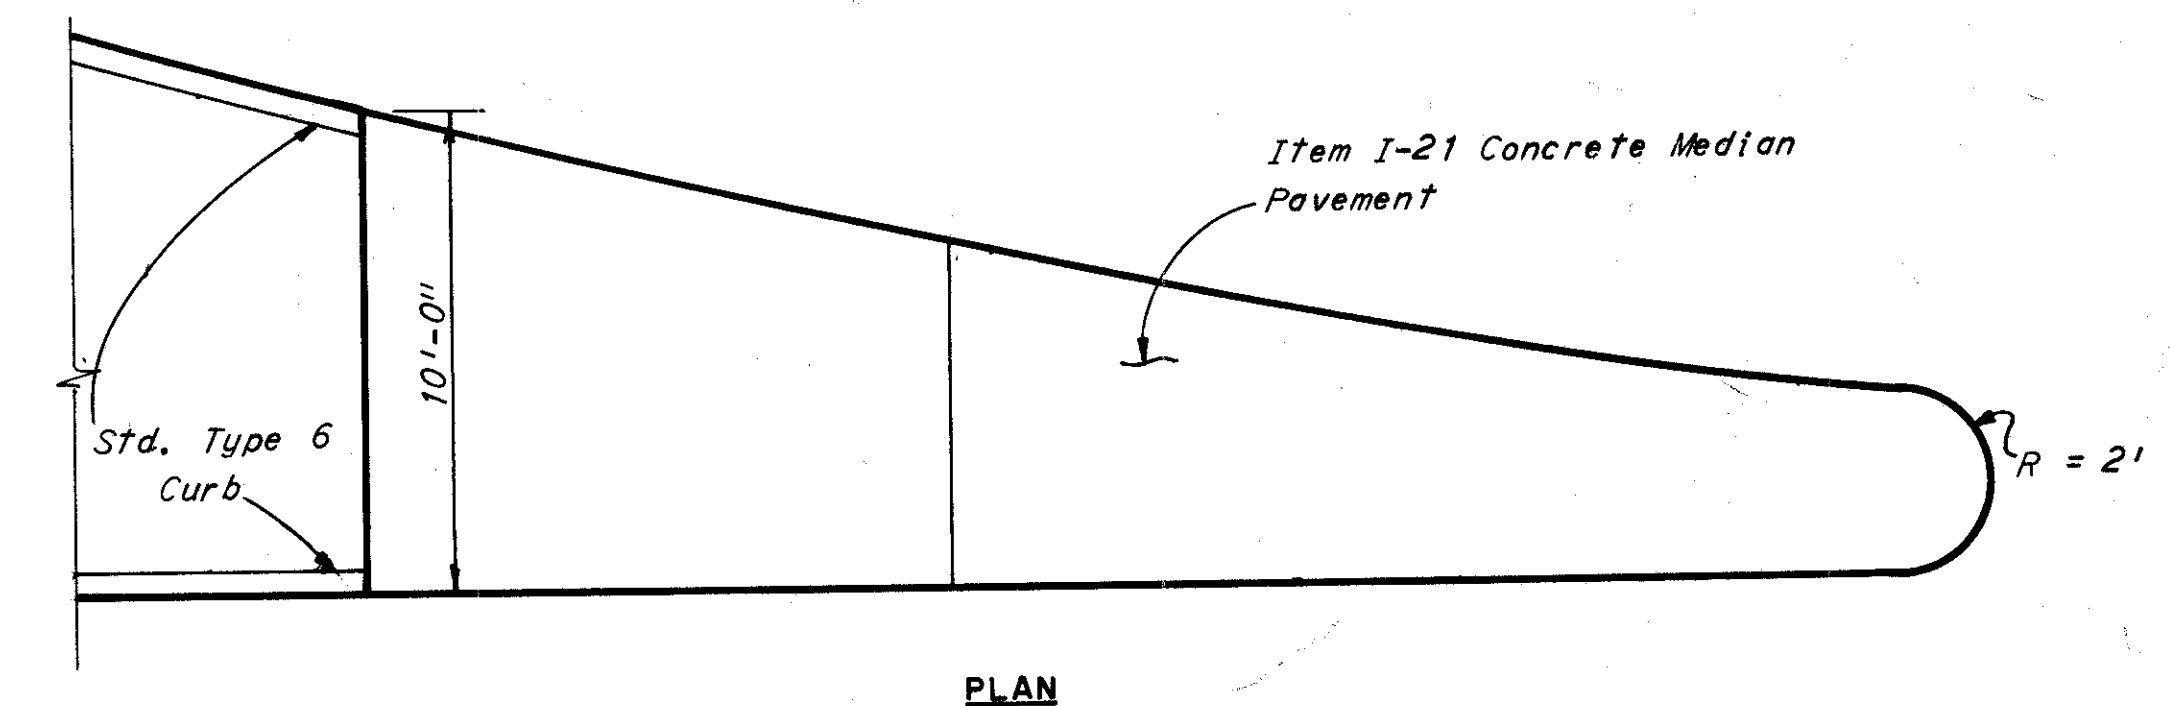 Item I-21 Concrete Median
Pavement
10'-0"
Std. Type 6
Curb
R = 2'
PLAN